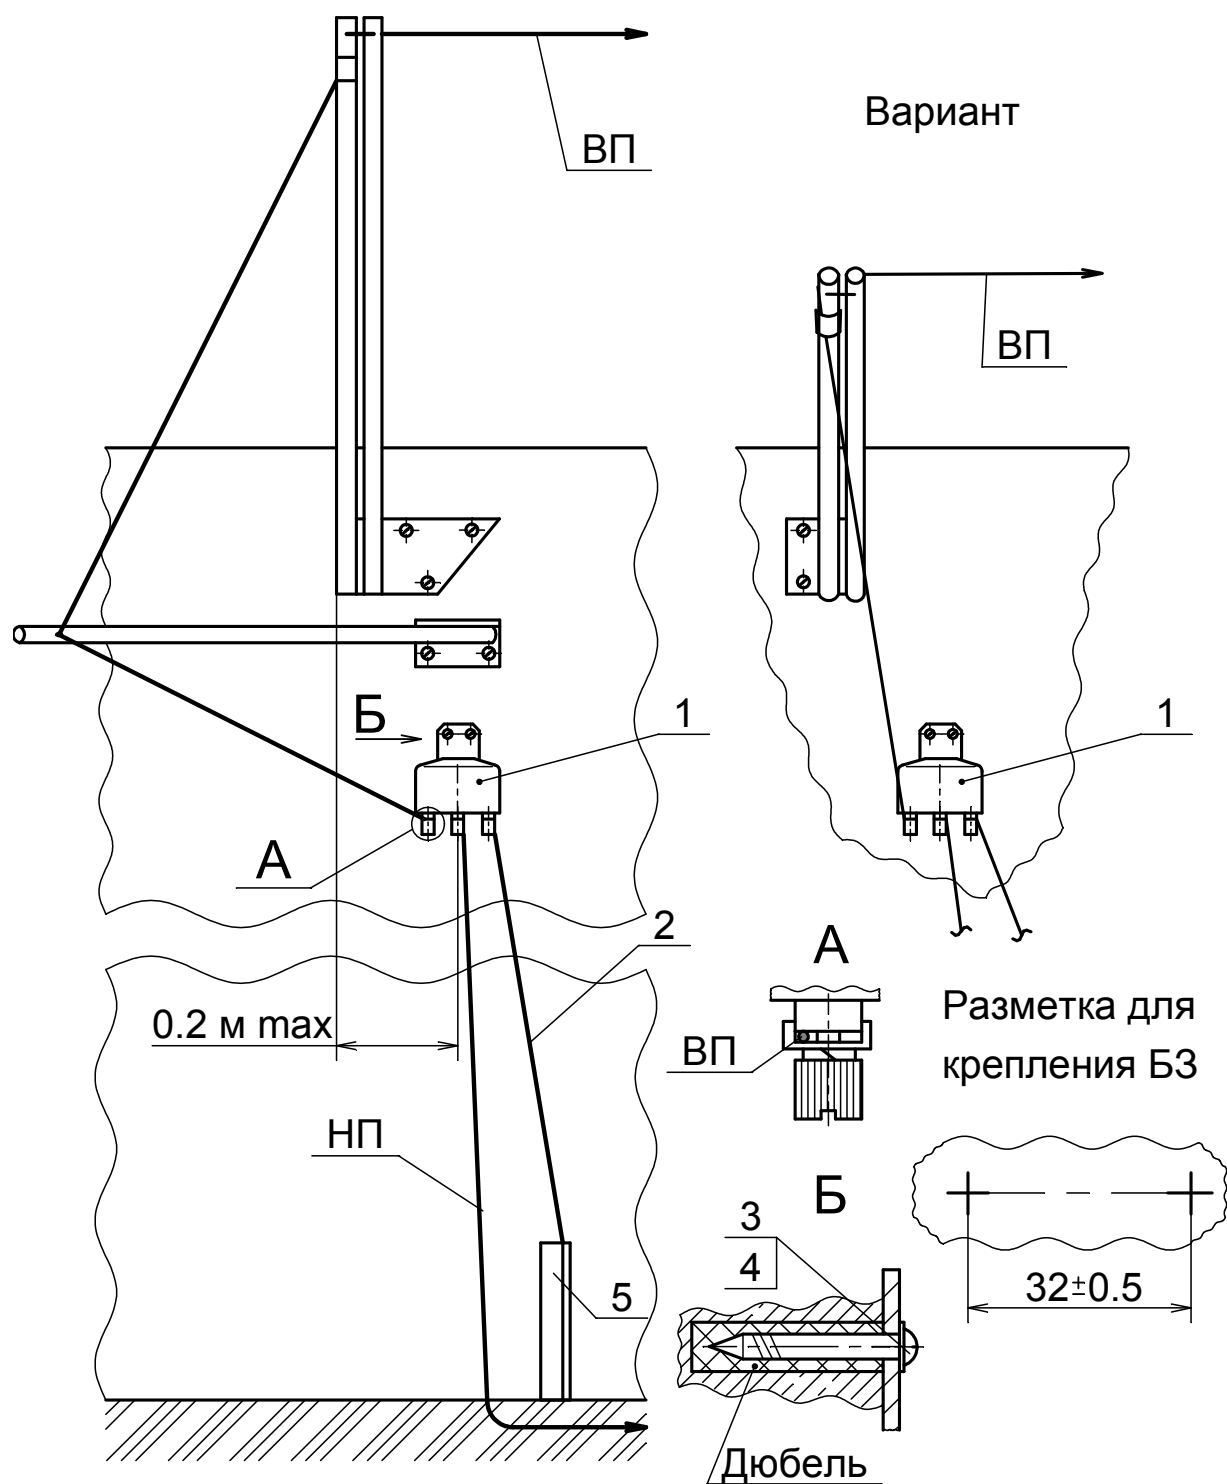 ВП
Вариант
ВП
Б
1
1
А
2
А
0.2 м max
ВП
Разметка для
крепления БЗ
НП
Б
3
4
5
32±0.5
Дюбель